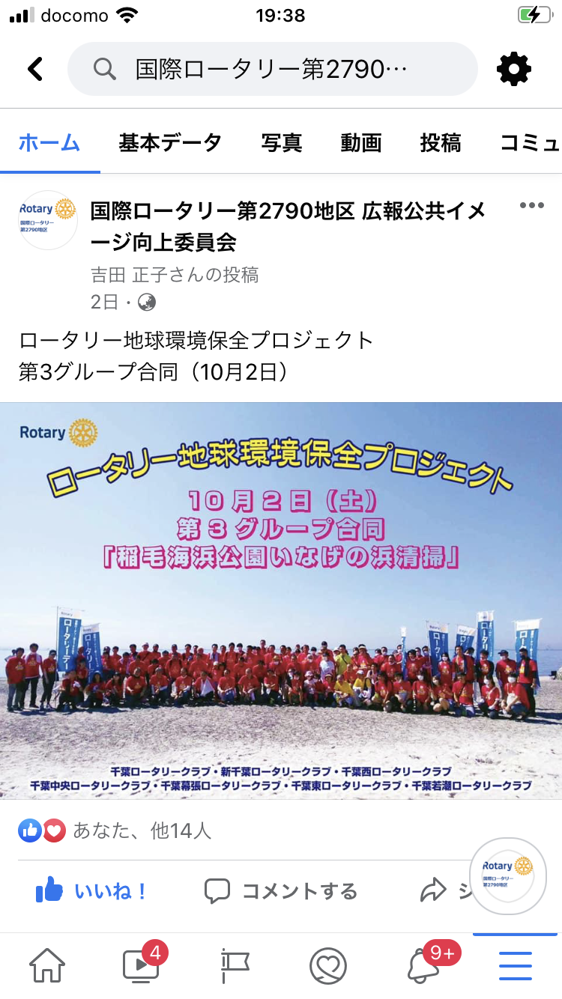 docomo 19:38
国際ロータリー第2790…
ホーム 基本データ 写真 動画 投稿 コミュ
Rotary
国際ロータリー
第2790地区
国際ロータリー第2790地区 広報公共イメ
ージ向上委員会
吉田 正子さんの投稿
2日・
ロータリー地球環境保全プロジェクト
第3グループ合同（10月2日）
Rotary
ロータリー地球環境保全プロジェクト
10月2日（土）
第3グループ合同
「稲毛海浜公園いなげの浜清掃」
ロータリーデー
千葉ロータリークラブ・新千葉ロータリークラブ・千葉西ロータリークラブ
千葉中央ロータリークラブ・千葉幕張ロータリークラブ・千葉東ロータリークラブ・千葉若潮ロータリークラブ
あなた、他14人
いいね！ コメントする シ
Rotary
国際ロータリー
第2790地区
4 9+